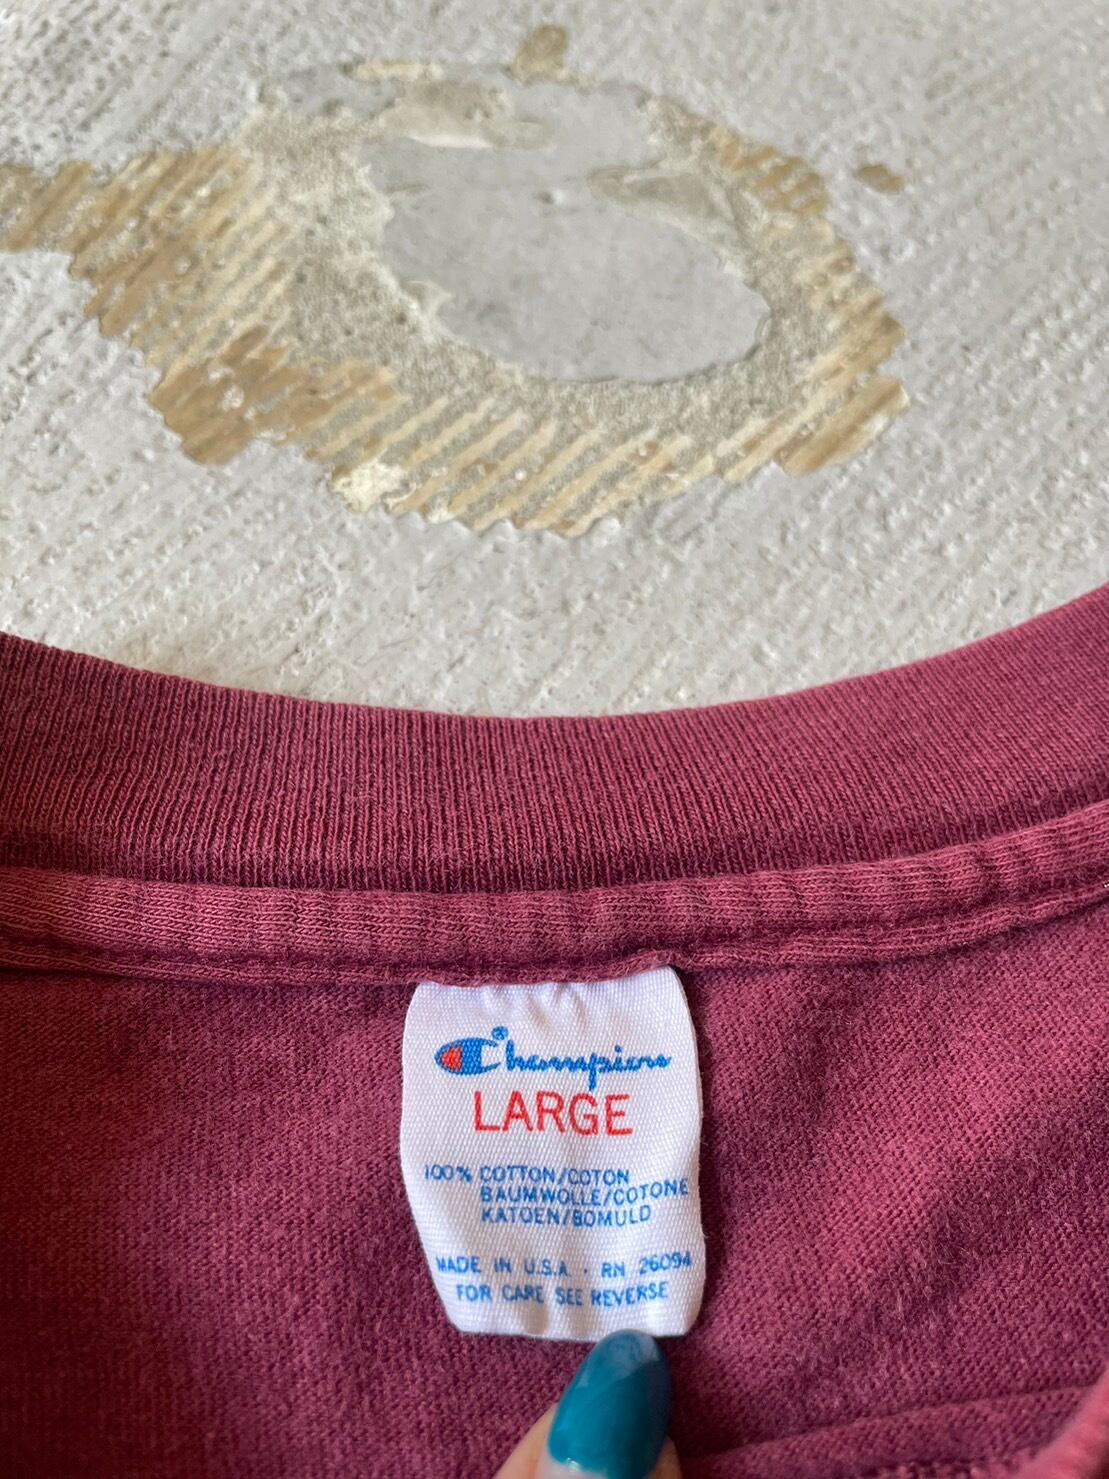 Champion
LARGE
100% COTTON/COTON
BAUMWOLLE/COTONE
KATOEN/BOMULD
MADE IN U.S.A. · RN 26094
FOR CARE SEE REVERSE